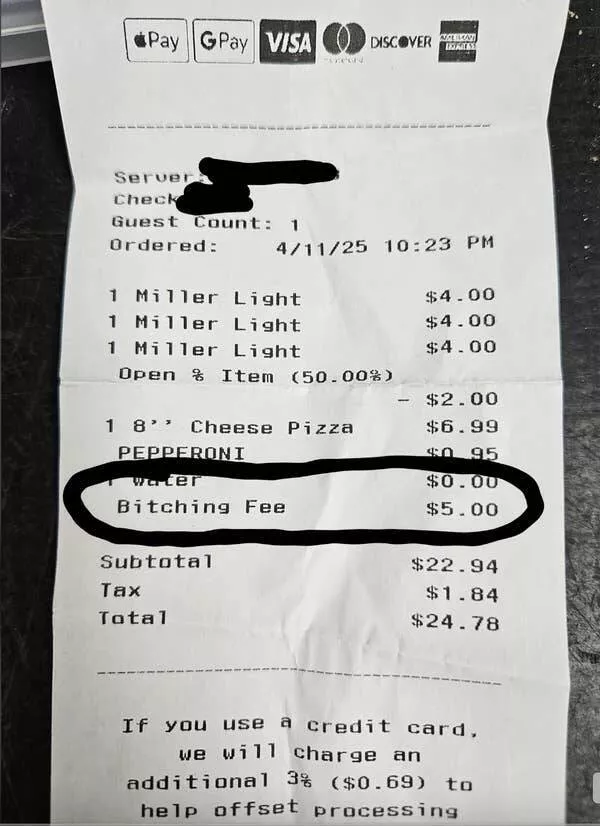 Pay GPay VISA DISCOVER AMERICAN EXPRESS
Server:
Check
Guest Count: 1
Ordered: 4/11/25 10:23 PM
1 Miller Light $4.00
1 Miller Light $4.00
1 Miller Light $4.00
Open % Item (50.00%)
- $2.00
1 8'' Cheese Pizza $6.99
PEPPERONI $0.95
1 Water $0.00
Bitching Fee $5.00
Subtotal $22.94
Tax $1.84
Total $24.78
If you use a credit card,
we will charge an
additional 3% ($0.69) to
help offset processing